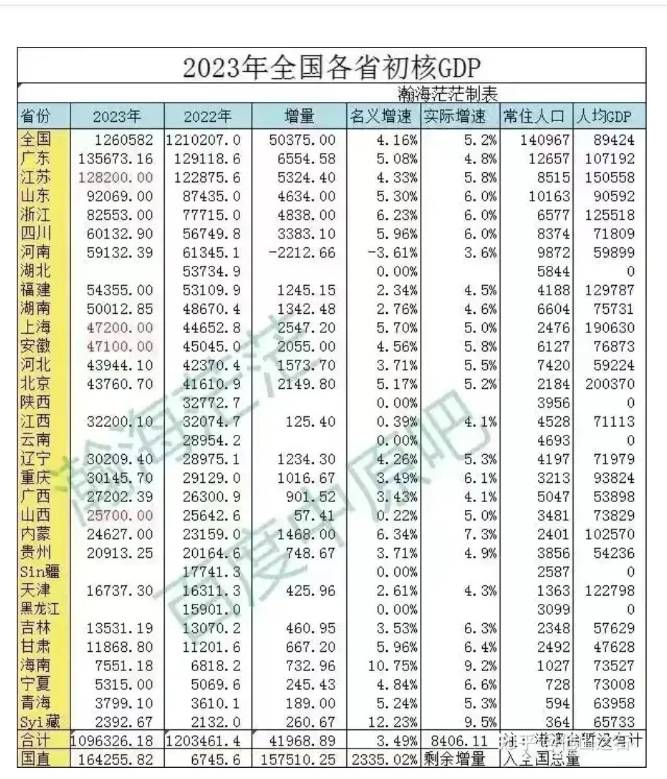 2023年全国各省初核GDP
瀚海茫茫制表
省份 2023年 2022年 增量 名义增速 实际增速 常住人口 人均GDP
全国 1260582 1210207.0 50375.00 4.16% 5.2% 140967 89424
广东 135673.16 129118.6 6554.58 5.08% 4.8% 12657 107192
江苏 128200.00 122875.6 5324.40 4.33% 5.8% 8515 150558
山东 92069.00 87435.0 4634.00 5.30% 6.0% 10163 90592
浙江 82553.00 77715.0 4838.00 6.23% 6.0% 6577 125518
四川 60132.90 56749.8 3383.10 5.96% 6.0% 8374 71809
河南 59132.39 61345.1 -2212.66 -3.61% 3.6% 9872 59899
湖北 53734.9 0.00% 5844 0
福建 54355.00 53109.9 1245.15 2.34% 4.5% 4188 129787
湖南 50012.85 48670.4 1342.48 2.76% 4.6% 6604 75731
上海 47200.00 44652.8 2547.20 5.70% 5.0% 2476 190630
安徽 47100.00 45045.0 2055.00 4.56% 5.8% 6127 76873
河北 43944.10 42370.4 1573.70 3.71% 5.5% 7420 59224
北京 43760.70 41610.9 2149.80 5.17% 5.2% 2184 200370
陕西 32772.7 0.00% 3956 0
江西 32200.10 32074.7 125.40 0.39% 4.1% 4528 71113
云南 28954.2 0.00% 4693 0
辽宁 30209.40 28975.1 1234.30 4.26% 5.3% 4197 71979
重庆 30145.70 29129.0 1016.67 3.49% 6.1% 3213 93824
广西 27202.39 26300.9 901.52 3.43% 4.1% 5047 53898
山西 25700.00 25642.6 57.41 0.22% 5.0% 3481 73829
内蒙 24627.00 23159.0 1468.00 6.34% 7.3% 2401 102570
贵州 20913.25 20164.6 748.67 3.71% 4.9% 3856 54236
Sin疆 17741.3 0.00% 2587 0
天津 16737.30 16311.3 425.96 2.61% 4.3% 1363 122798
黑龙江 15901.0 0.00% 3099 0
吉林 13531.19 13070.2 460.95 3.53% 6.3% 2348 57629
甘肃 11868.80 11201.6 667.20 5.96% 6.4% 2492 47628
海南 7551.18 6818.2 732.96 10.75% 9.2% 1027 73527
宁夏 5315.00 5069.6 245.43 4.84% 6.6% 728 73008
青海 3799.10 3610.1 189.00 5.24% 5.3% 594 63958
Syi藏 2392.67 2132.0 260.67 12.23% 9.5% 364 65733
合计 1096326.18 1203461.4 41968.89 3.49% 8406.11 注：港澳台暂没有计
国直 164255.82 6745.6 157510.25 2335.02% 剩余增量 入全国总量
瀚海茫茫
百度中原吧